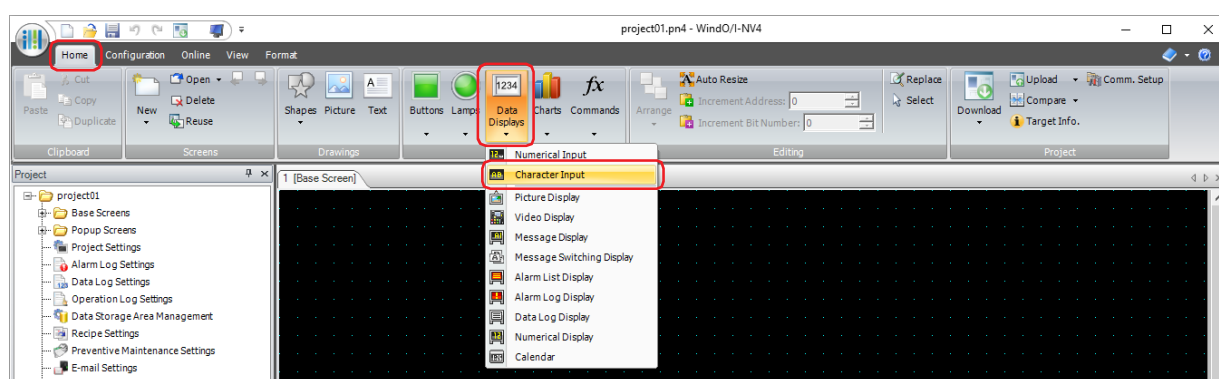 project01.pn4 - WindO/I-NV4
Home Configuration Online View Format
Cut
Copy
Duplicate
Paste
Clipboard
New
Open
Delete
Reuse
Screens
Shapes Picture Text
Drawings
Buttons Lamps
1234
Data Displays
Charts Commands
Arrange
Auto Resize
Increment Address: 0
Increment Bit Number: 0
Replace
Select
Editing
Download
Upload
Compare
Target Info.
Comm. Setup
Project
Numerical Input
Character Input
Picture Display
Video Display
Message Display
Message Switching Display
Alarm List Display
Alarm Log Display
Data Log Display
Numerical Display
Calendar
Project
1 [Base Screen]
project01
Base Screens
Popup Screens
Project Settings
Alarm Log Settings
Data Log Settings
Operation Log Settings
Data Storage Area Management
Recipe Settings
Preventive Maintenance Settings
E-mail Settings